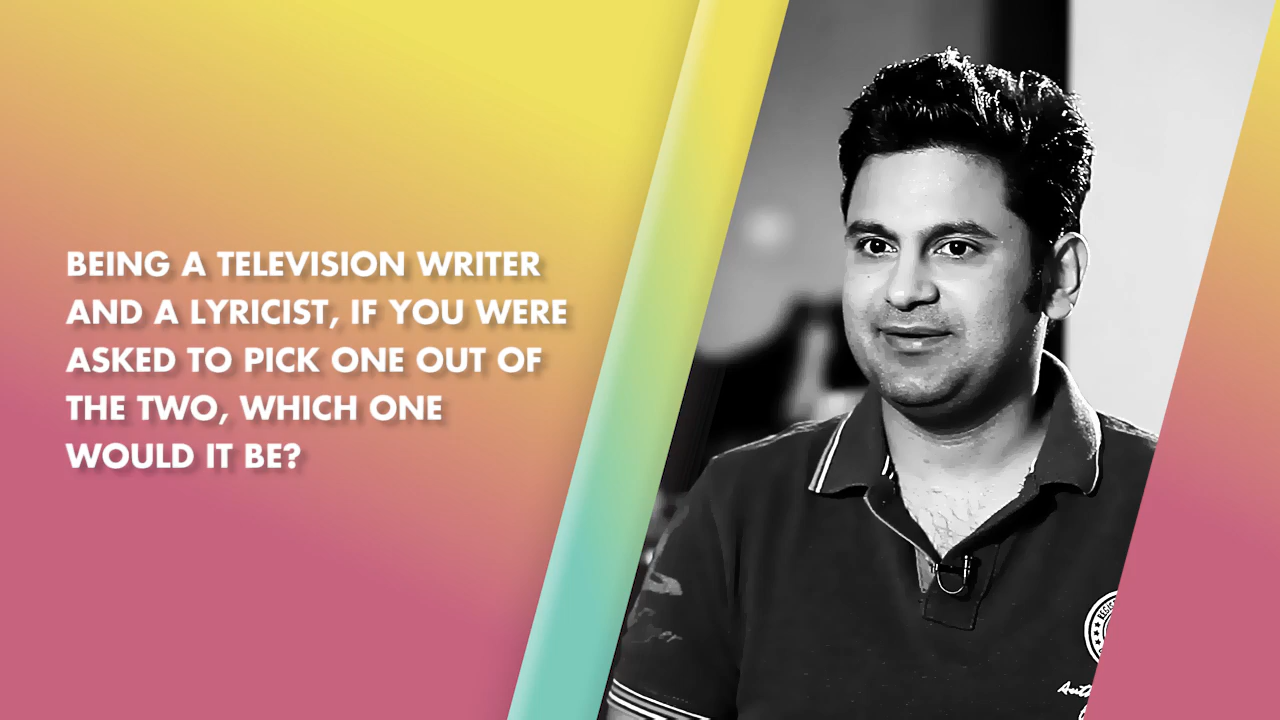 BEING A TELEVISION WRITER
AND A LYRICIST, IF YOU WERE
ASKED TO PICK ONE OUT OF
THE TWO, WHICH ONE
WOULD IT BE?